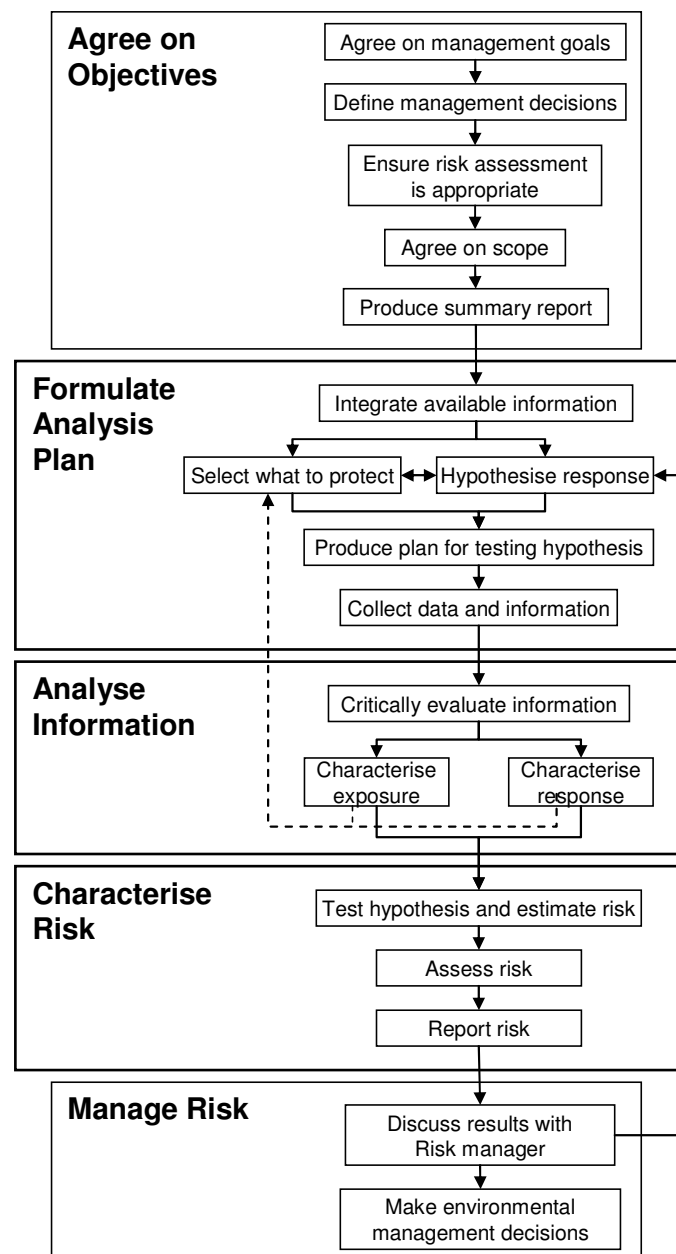 Agree on
Objectives
Agree on management goals
Define management decisions
Ensure risk assessment
is appropriate
Agree on scope
Produce summary report
Formulate
Analysis
Plan
Integrate available information
Select what to protect
Hypothesise response
Produce plan for testing hypothesis
Collect data and information
Analyse
Information
Critically evaluate information
Characterise
exposure
Characterise
response
Characterise
Risk
Test hypothesis and estimate risk
Assess risk
Report risk
Manage Risk
Discuss results with
Risk manager
Make environmental
management decisions